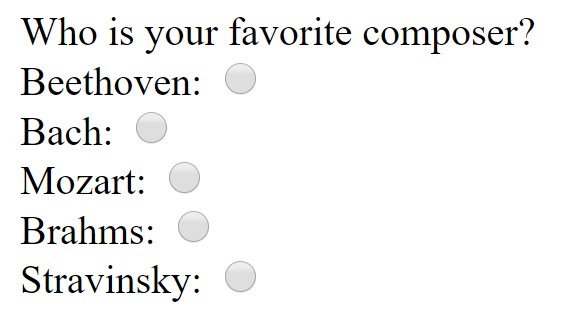 Who is your favorite composer?
Beethoven:
Bach:
Mozart:
Brahms:
Stravinsky: